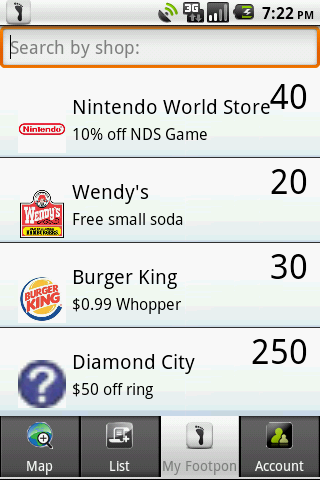 3G
7:22 PM
Search by shop:
Nintendo World Store
40
Nintendo
10% off NDS Game
Wendy's
20
Wendy's
Free small soda
Burger King
30
BURGER
KING
$0.99 Whopper
Diamond City
250
?
$50 off ring
Map
List
My Footpon
Account